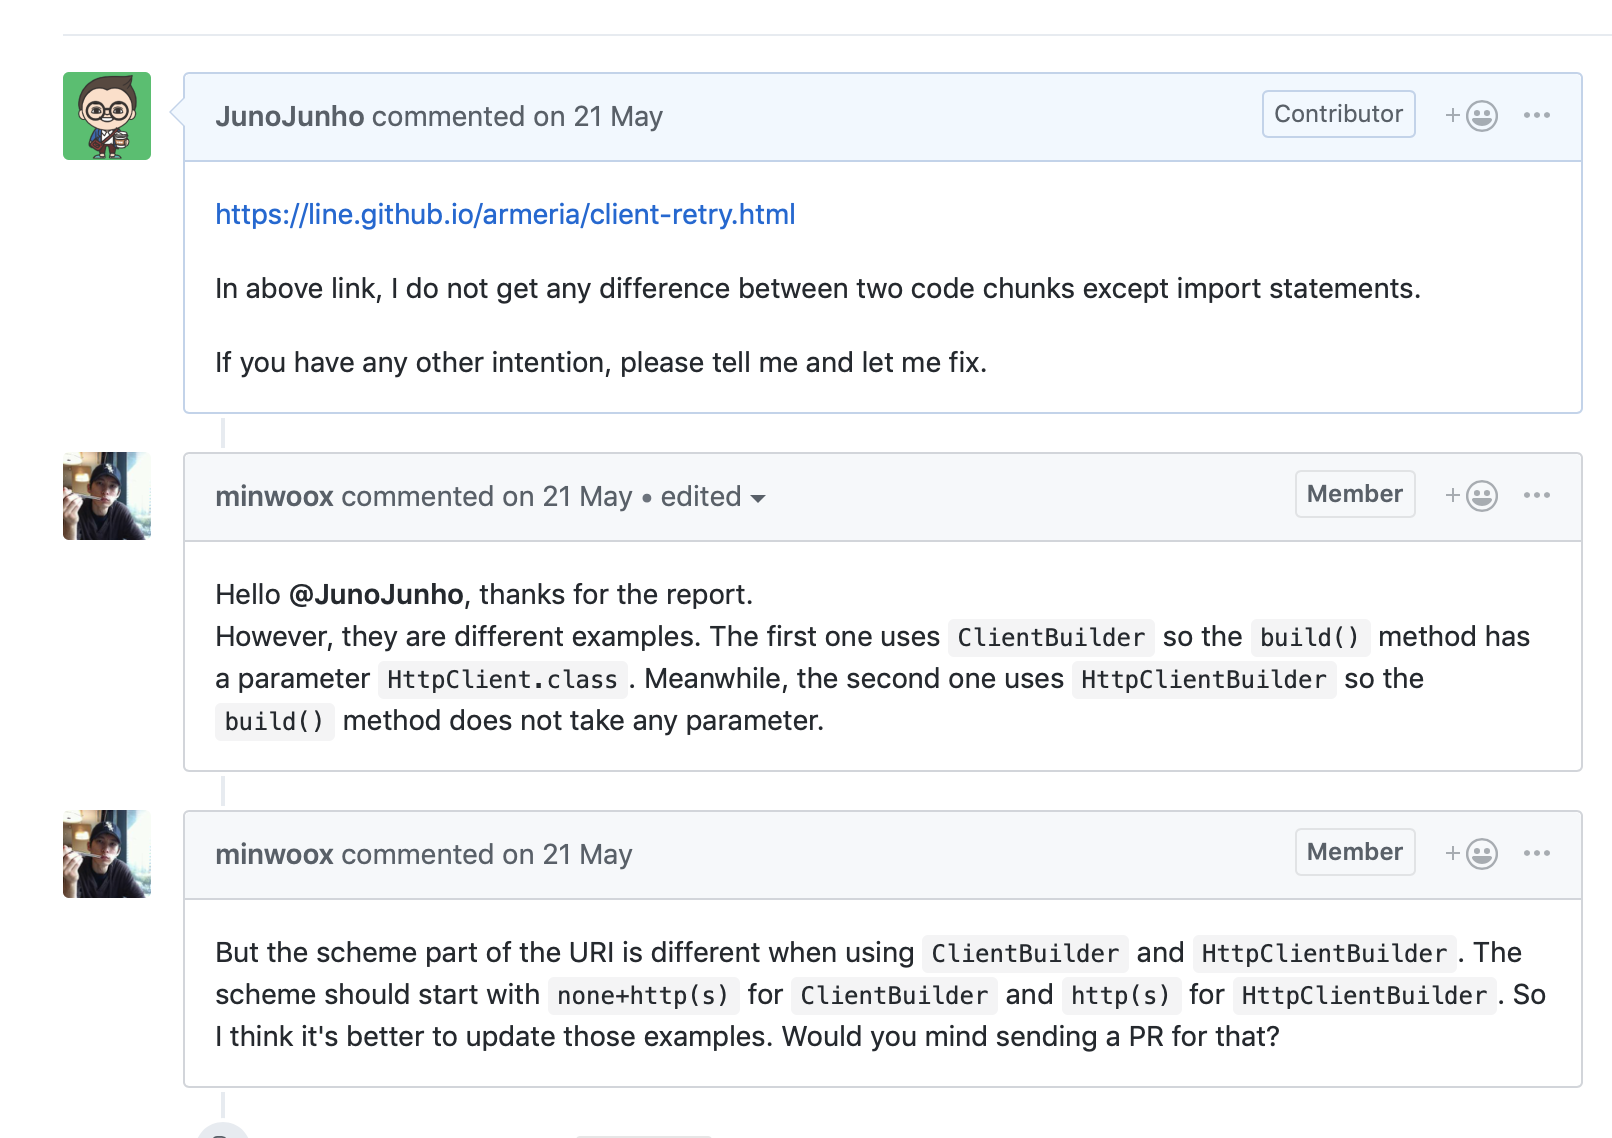 JunoJunho commented on 21 May
Contributor
https://line.github.io/armeria/client-retry.html
In above link, I do not get any difference between two code chunks except import statements.
If you have any other intention, please tell me and let me fix.
minwoox commented on 21 May • edited
Member
Hello @JunoJunho, thanks for the report.
However, they are different examples. The first one uses ClientBuilder so the build() method has
a parameter HttpClient.class. Meanwhile, the second one uses HttpClientBuilder so the
build() method does not take any parameter.
minwoox commented on 21 May
Member
But the scheme part of the URI is different when using ClientBuilder and HttpClientBuilder. The
scheme should start with none+http(s) for ClientBuilder and http(s) for HttpClientBuilder. So
I think it's better to update those examples. Would you mind sending a PR for that?